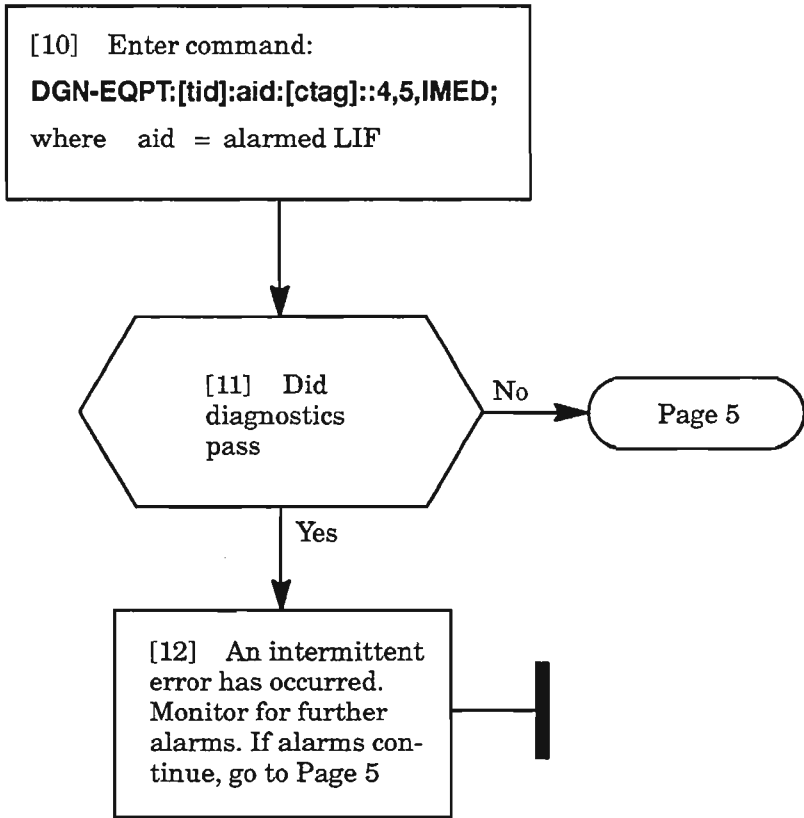 [10] Enter command:
DGN-EQPT:[tid]:aid:[ctag]::4,5,IMED;
where aid = alarmed LIF
[11] Did
diagnostics
pass
No
Page 5
Yes
[12] An intermittent
error has occurred.
Monitor for further
alarms. If alarms con-
tinue, go to Page 5